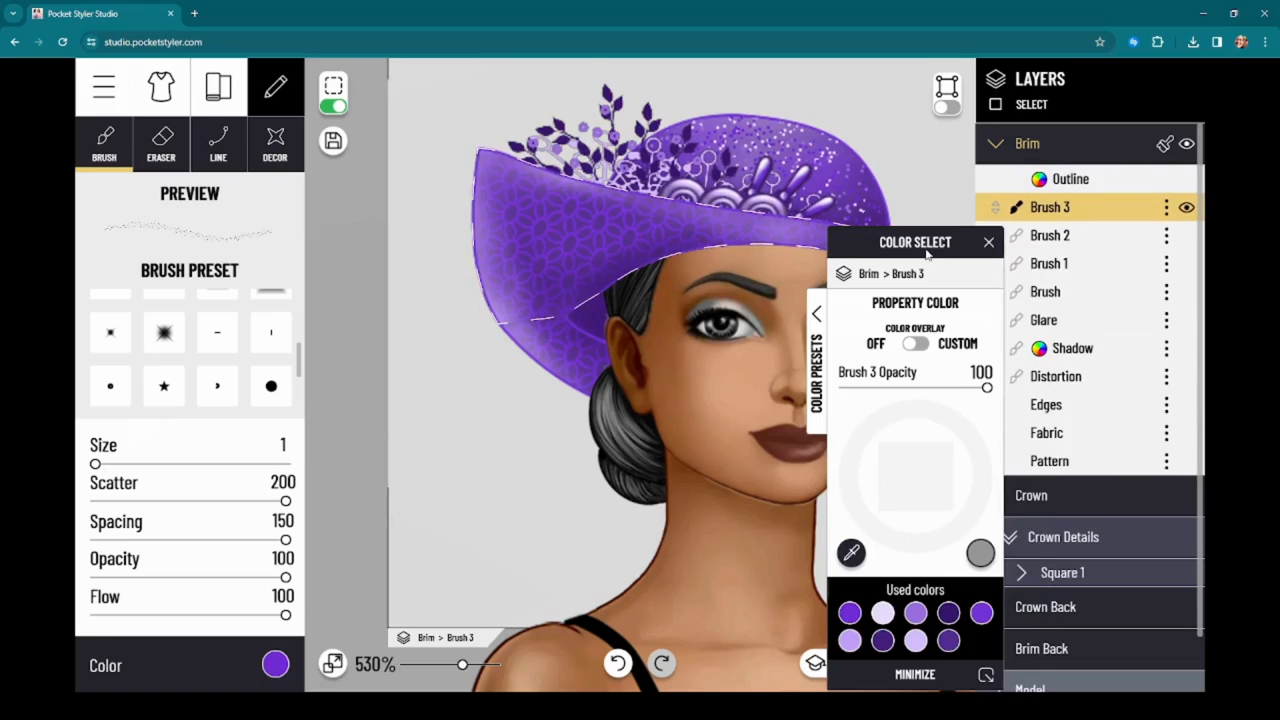 Pocket Styler Studio
studio.pocketstyler.com
BRUSH
ERASER
LINE
DECOR
PREVIEW
BRUSH PRESET
Size 1
Scatter 200
Spacing 150
Opacity 100
Flow 100
Color
Brim > Brush 3
530%
COLOR SELECT
Brim > Brush 3
PROPERTY COLOR
COLOR OVERLAY
OFF CUSTOM
Brush 3 Opacity 100
COLOR PRESETS
Used colors
MINIMIZE
LAYERS
SELECT
Brim
Outline
Brush 3
Brush 2
Brush 1
Brush
Glare
Shadow
Distortion
Edges
Fabric
Pattern
Crown
Crown Details
Square 1
Crown Back
Brim Back
Model